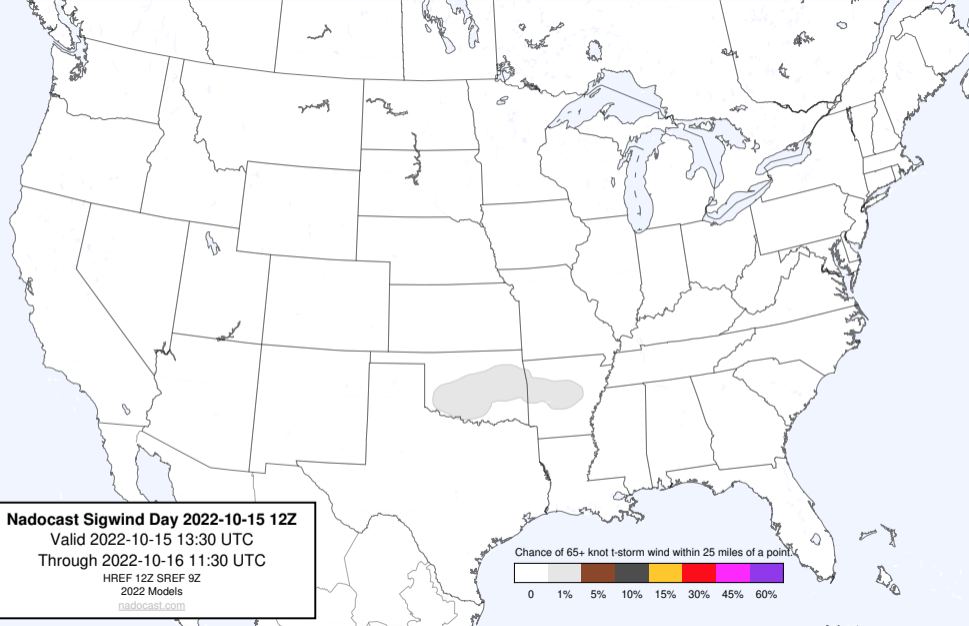 Nadocast Sigwind Day 2022-10-15 12Z
Valid 2022-10-15 13:30 UTC
Through 2022-10-16 11:30 UTC
HREF 12Z SREF 9Z
2022 Models
nadocast.com
Chance of 65+ knot t-storm wind within 25 miles of a point.
0 1% 5% 10% 15% 30% 45% 60%